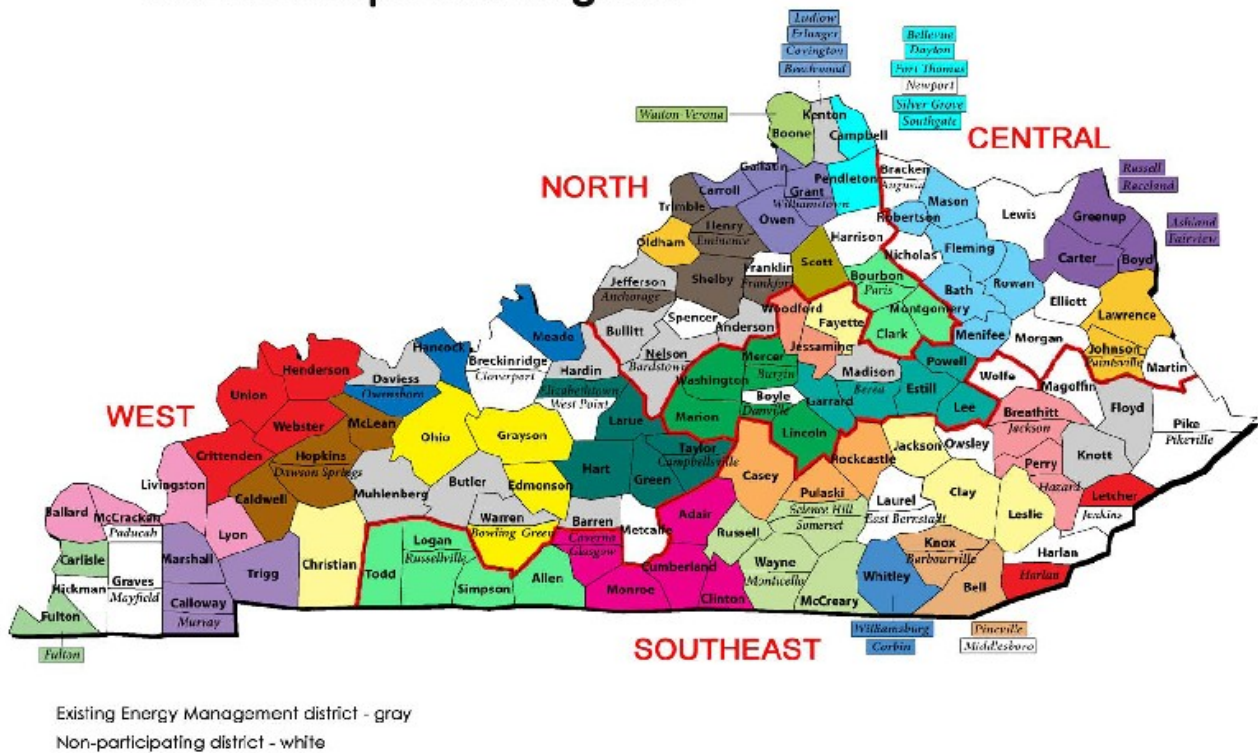 Ludlow
Erlanger
Covington
Beechwood
Bellevue
Dayton
Fort Thomas
Newport
Silver Grove
Southgate
Walton-Verona
Kenton
Boone
Campbell
CENTRAL
Gallatin
Pendleton
Bracken
Augusta
Russell
Raceland
NORTH
Carroll
Grant
Williamstown
Mason
Trimble
Owen
Robertson
Lewis
Greenup
Ashland
Fairview
Henry
Eminence
Harrison
Oldham
Nicholas
Fleming
Carter
Boyd
Shelby
Franklin
Frankfort
Scott
Bourbon
Paris
Jefferson
Anchorage
Bath
Rowan
Elliott
Lawrence
Spencer
Woodford
Montgomery
Bullitt
Anderson
Fayette
Clark
Menifee
Morgan
Meade
Hancock
Nelson
Bardstown
Jessamine
Johnson
Paintsville
Martin
Breckinridge
Cloverport
Hardin
Elizabethtown
West Point
Mercer
Burgin
Powell
Henderson
Daviess
Owensboro
Washington
Madison
Berea
Wolfe
Magoffin
Union
Boyle
Danville
Garrard
Estill
Lee
Breathitt
Jackson
Floyd
WEST
Webster
McLean
Larue
Marion
Pike
Pikeville
Ohio
Grayson
Lincoln
Jackson
Owsley
Crittenden
Hopkins
Dawson Springs
Taylor
Campbellsville
Rockcastle
Perry
Hazard
Knott
Livingston
Caldwell
Muhlenberg
Butler
Edmonson
Hart
Green
Casey
Pulaski
Science Hill
Somerset
Laurel
East Bernstadt
Clay
Leslie
Letcher
Jenkins
Ballard
McCracken
Paducah
Lyon
Warren
Bowling Green
Barren
Caverna
Glasgow
Metcalfe
Adair
Russell
Knox
Barbourville
Harlan
Carlisle
Marshall
Trigg
Christian
Todd
Logan
Russellville
Simpson
Allen
Monroe
Cumberland
Clinton
Wayne
Monticello
McCreary
Whitley
Bell
Harlan
Hickman
Graves
Mayfield
Calloway
Murray
Fulton
Fulton
SOUTHEAST
Williamsburg
Corbin
Pineville
Middlesboro
Existing Energy Management district - gray
Non-participating district - white